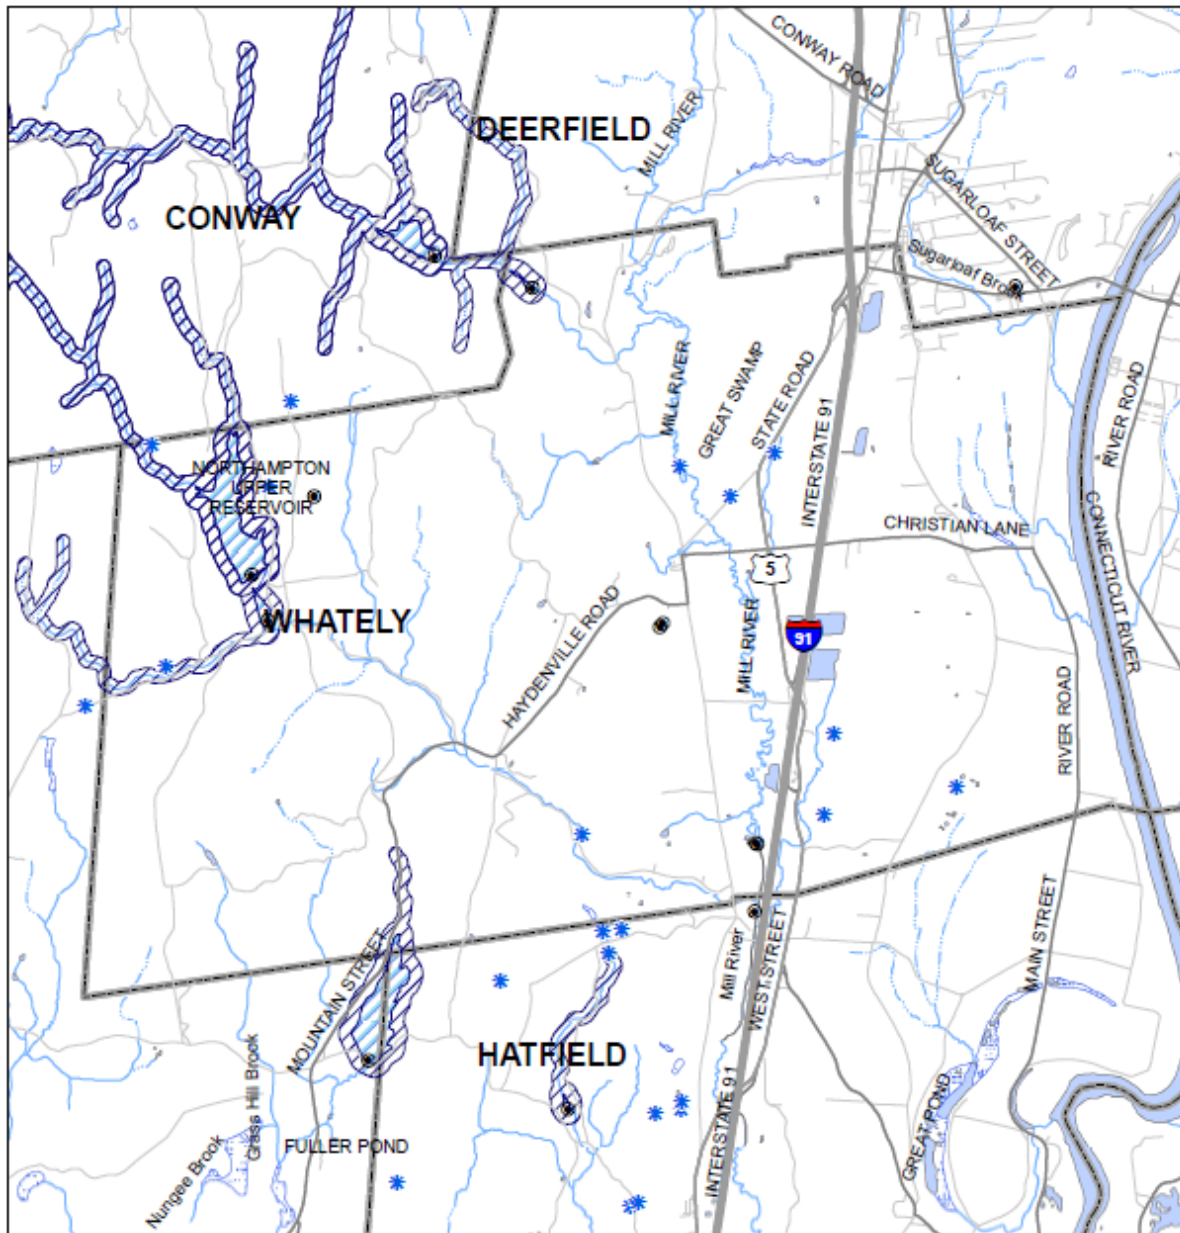 CONWAY ROAD
DEERFIELD
MILL RIVER
SUGARLOAF STREET
CONWAY
Sugarloaf Brook
MILL RIVER
GREAT SWAMP
STATE ROAD
INTERSTATE 91
RIVER ROAD
NORTHAMPTON
UPPER
RESERVOIR
CHRISTIAN LANE
CONNECTICUT RIVER
5
WHATELY
HAYDENVILLE ROAD
MILL RIVER
91
RIVER ROAD
MOUNTAIN STREET
Mill River
WEST STREET
MAIN STREET
HATFIELD
Grass Hill Brook
INTERSTATE 91
GREAT POND
FULLER POND
Nungee Brook